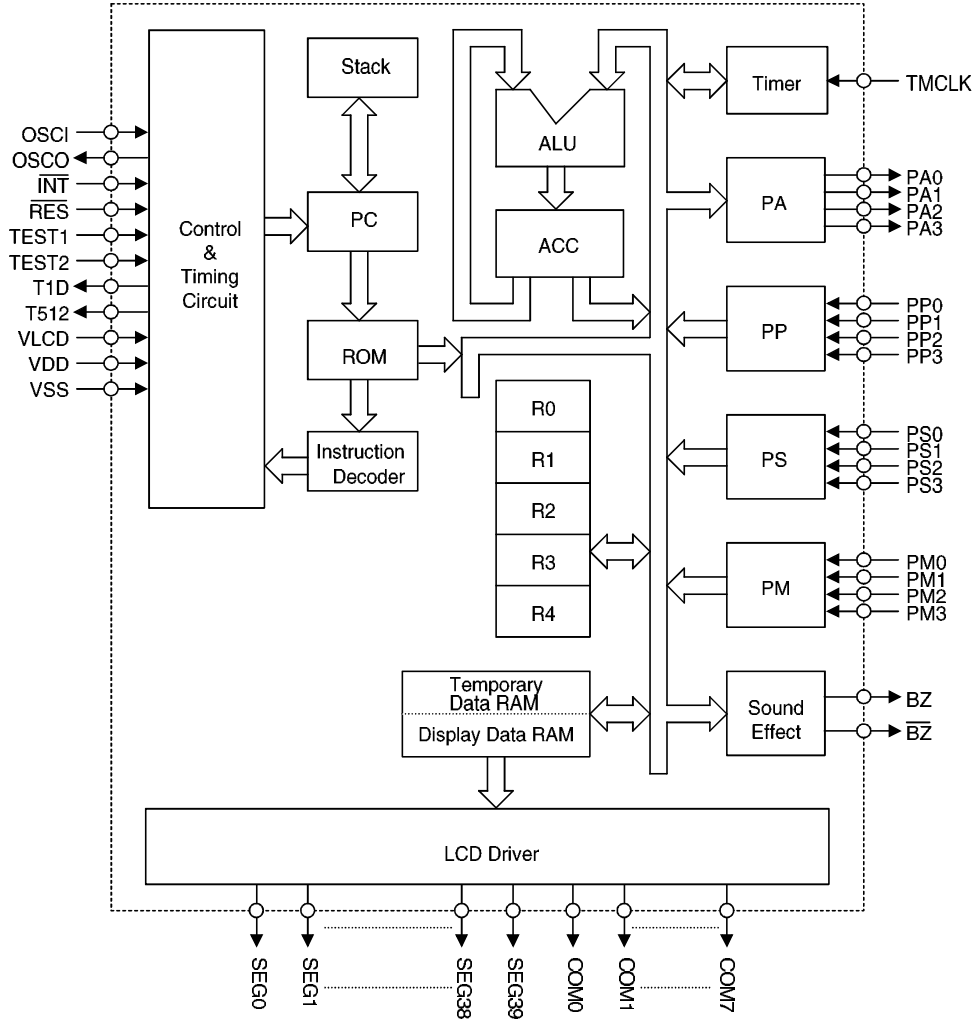 OSCI
OSCO
INT
RES
TEST1
TEST2
T1D
T512
VLCD
VDD
VSS
Control
&
Timing
Circuit
Stack
PC
ROM
Instruction
Decoder
ALU
ACC
R0
R1
R2
R3
R4
Temporary
Data RAM
Display Data RAM
Timer
TMCLK
PA
PA0
PA1
PA2
PA3
PP
PP0
PP1
PP2
PP3
PS
PS0
PS1
PS2
PS3
PM
PM0
PM1
PM2
PM3
Sound
Effect
BZ
BZ
LCD Driver
SEG0
SEG1
SEG38
SEG39
COM0
COM1
COM7